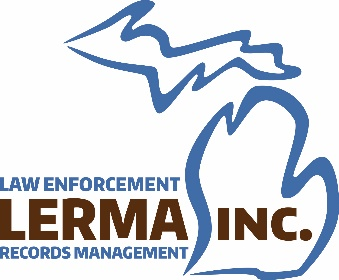 LAW ENFORCEMENT
LERMA INC.
RECORDS MANAGEMENT